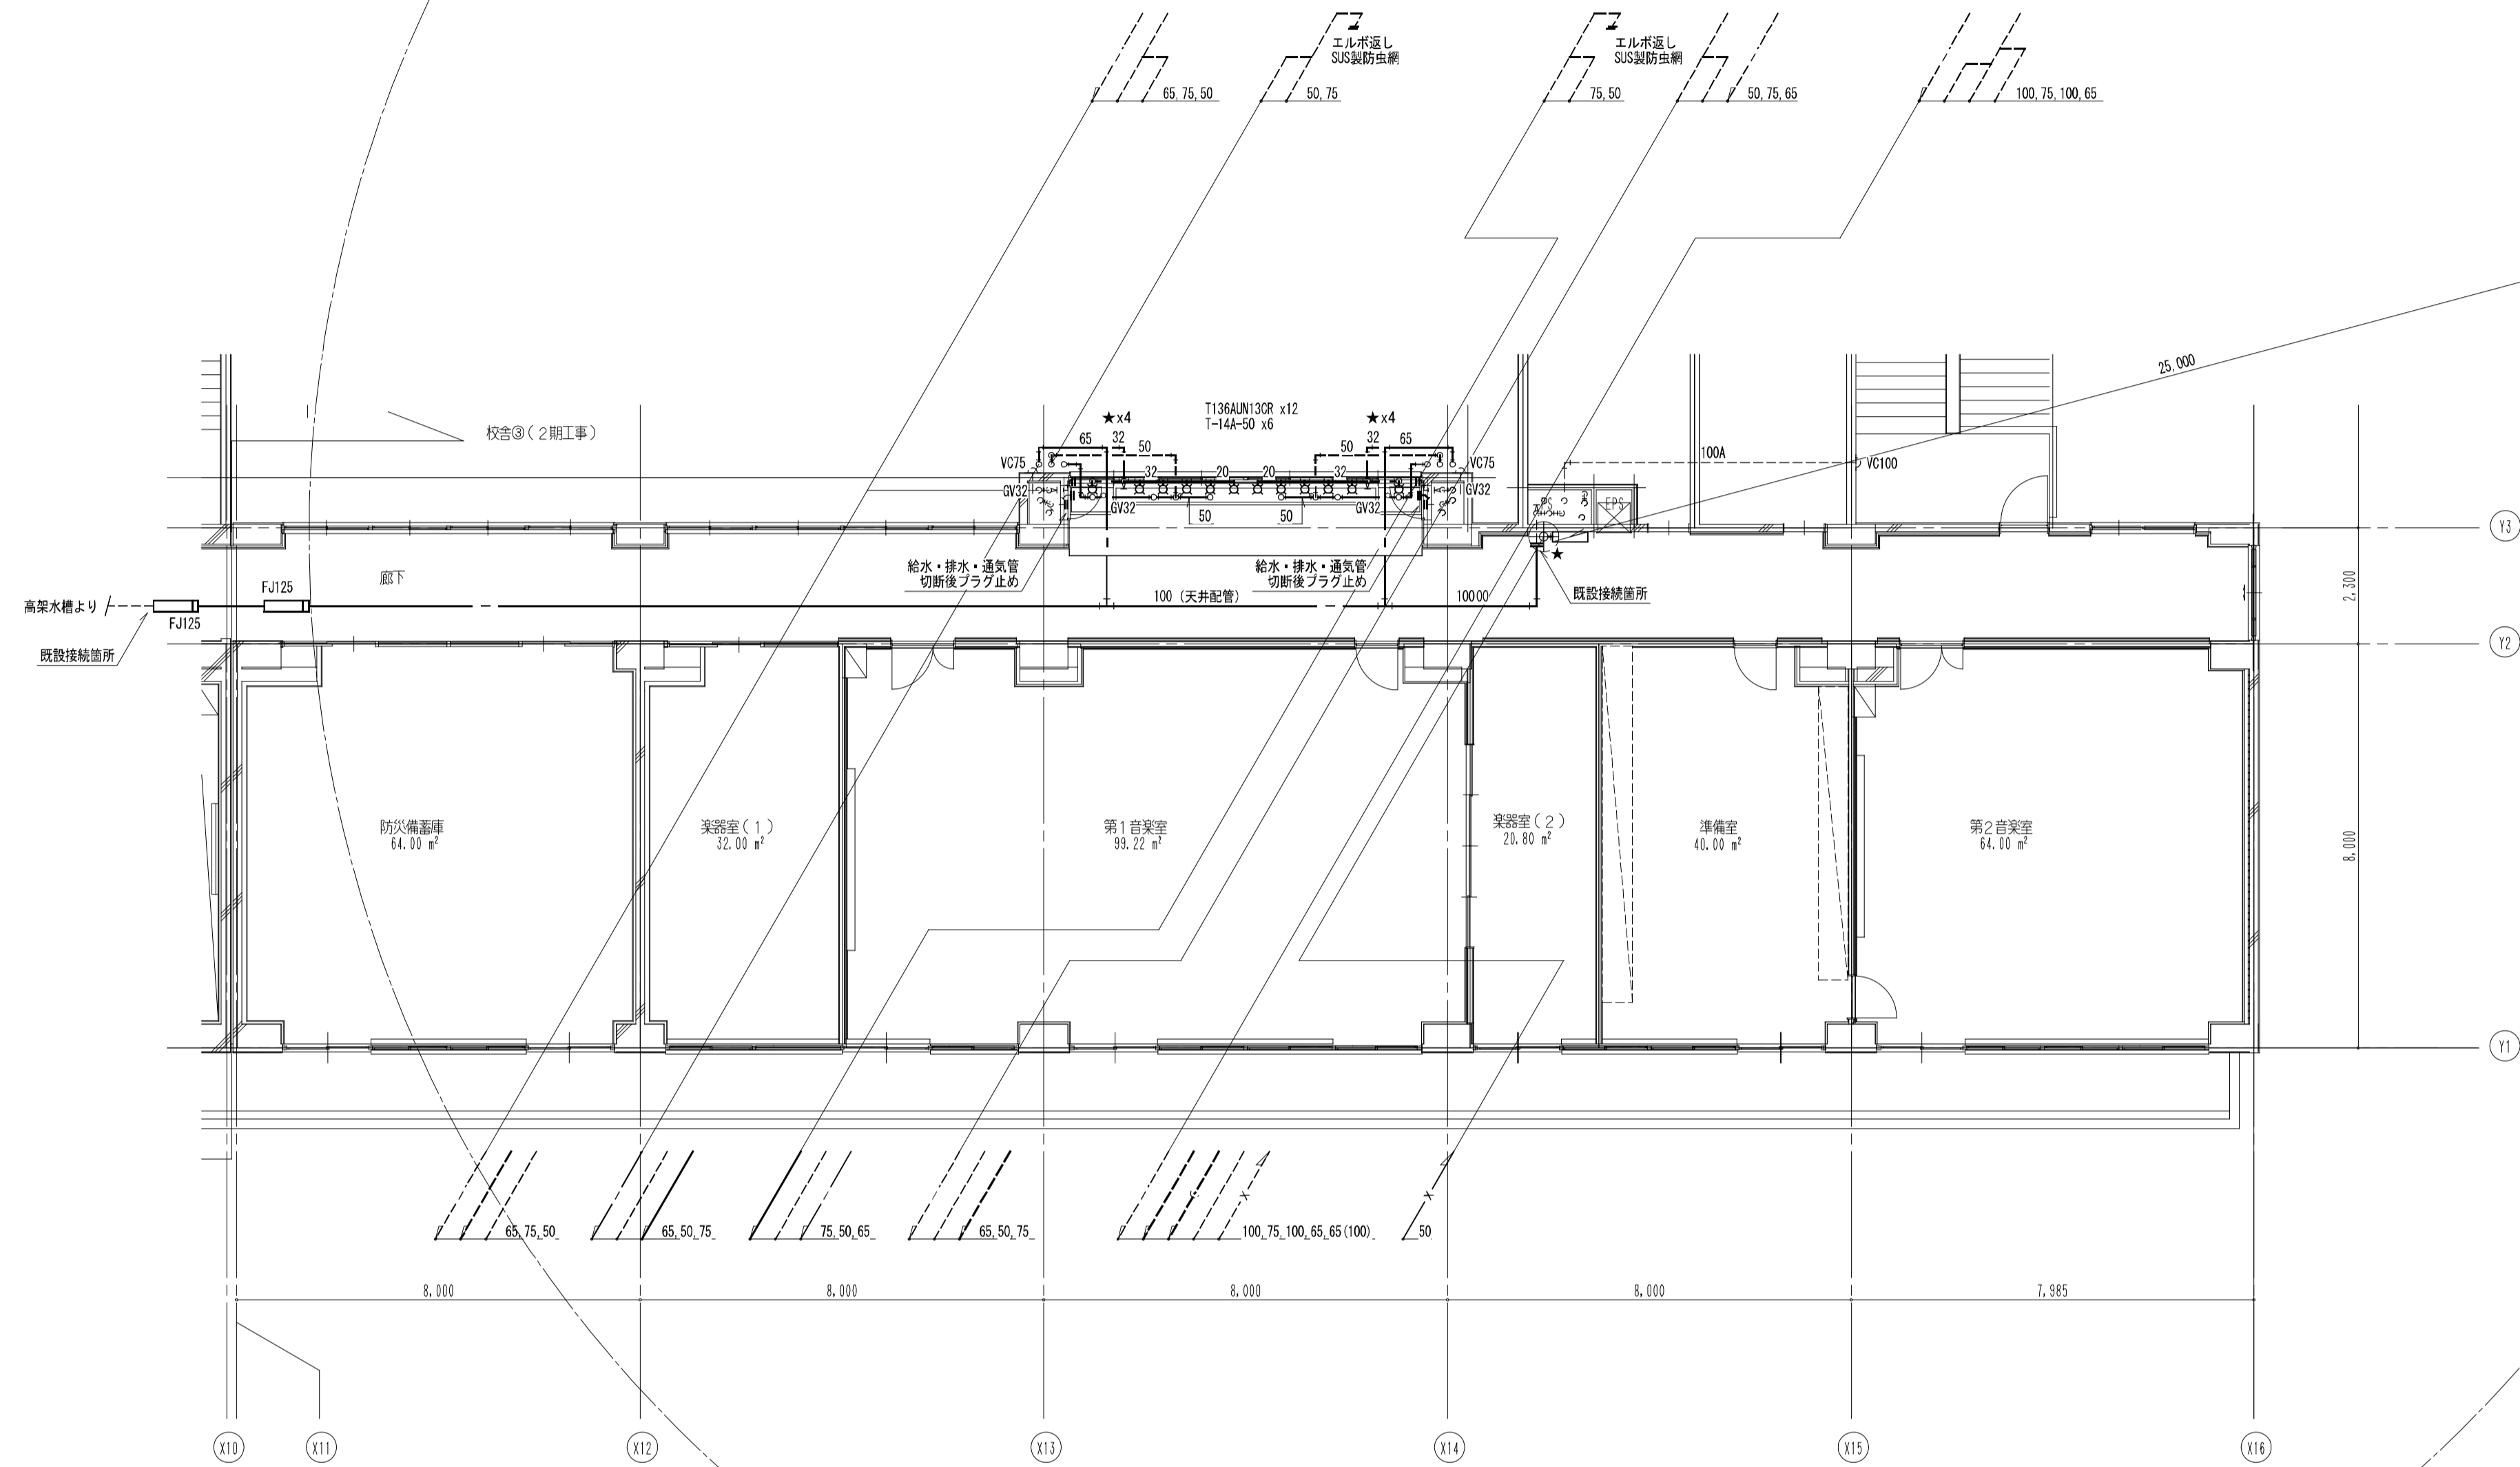 エルボ返し
SUS製防虫網
エルボ返し
SUS製防虫網
65,75,50
50,75
75,50
50,75,65
100,75,100,65
25,000
校舎③(2期工事)
★x4
T136AUN13CR x12
T-14A-50 x6
★x4
65
32
50
50
32
65
100A
VC75
32
20
20
32
VC75
VC100
GV32
GV32
GV32
GV32
50
50
EPS
Y3
廊下
給水・排水・通気管
切断後プラグ止め
給水・排水・通気管
切断後プラグ止め
★
既設接続箇所
2,300
高架水槽より
FJ125
FJ125
100 (天井配管)
10000
既設接続箇所
Y2
防災備蓄庫
64.00 m²
楽器室(1)
32.00 m²
第1音楽室
99.22 m²
楽器室(2)
20.80 m²
準備室
40.00 m²
第2音楽室
64.00 m²
8,000
Y1
65,75,50
65,50,75
75,50,65
65,50,75
100,75,100,65,65(100)
50
8,000
8,000
8,000
8,000
7,985
X10
X11
X12
X13
X14
X15
X16